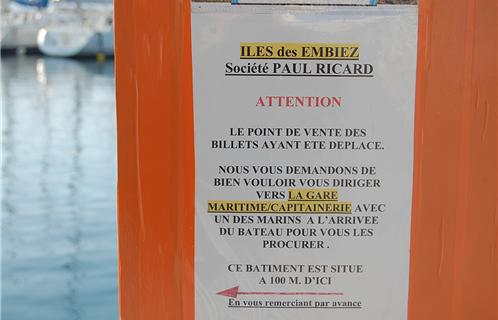 ILES des EMBIEZ
Société PAUL RICARD
ATTENTION
LE POINT DE VENTE DES
BILLETS AYANT ETE DEPLACE.
NOUS VOUS DEMANDONS DE
BIEN VOULOIR VOUS DIRIGER
VERS LA GARE
MARITIME/CAPITAINERIE AVEC
UN DES MARINS A L'ARRIVEE
DU BATEAU POUR VOUS LES
PROCURER .
CE BATIMENT EST SITUE
A 100 M. D'ICI
En vous remerciant par avance